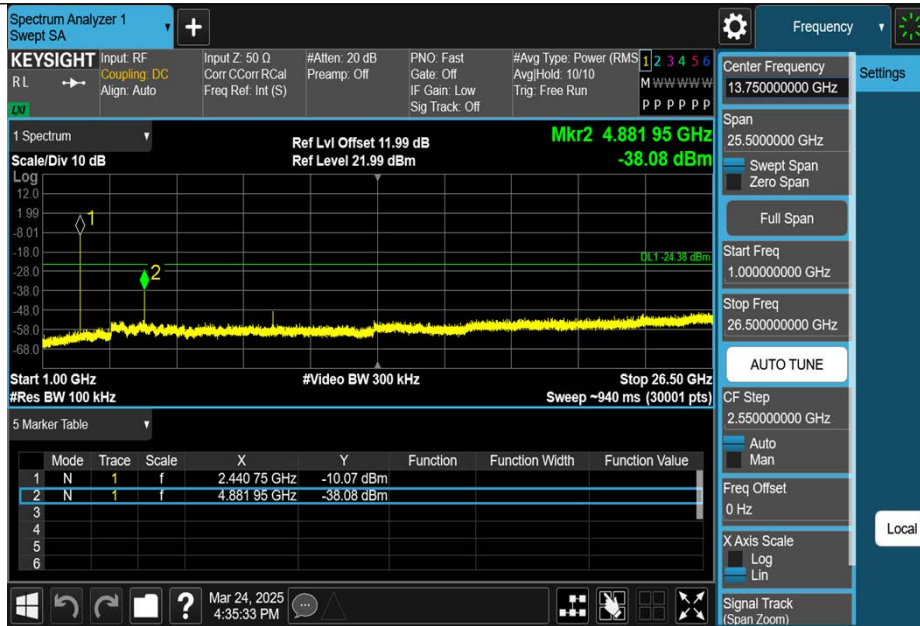 Spectrum Analyzer 1
Swept SA
+
Frequency
KEYSIGHT
RL
LXI
Input: RF
Coupling: DC
Align: Auto
Input Z: 50 Ω
Corr CCorr RCal
Freq Ref: Int (S)
#Atten: 20 dB
Preamp: Off
PNO: Fast
Gate: Off
IF Gain: Low
Sig Track: Off
#Avg Type: Power (RMS
Avg|Hold: 10/10
Trig: Free Run
1 2 3 4 5 6
M W W W W W
P P P P P P
1 Spectrum
Scale/Div 10 dB
Ref Lvl Offset 11.99 dB
Ref Level 21.99 dBm
Mkr2 4.881 95 GHz
-38.08 dBm
Log
12.0
1.99
-8.01
-18.0
-28.0
-38.0
-48.0
-58.0
-68.0
1
2
DL1 -24.38 dBm
Start 1.00 GHz
#Res BW 100 kHz
#Video BW 300 kHz
Stop 26.50 GHz
Sweep ~940 ms (30001 pts)
5 Marker Table
Mode Trace Scale X Y Function Function Width Function Value
1 N 1 f 2.440 75 GHz -10.07 dBm
2 N 1 f 4.881 95 GHz -38.08 dBm
3
4
5
6
Mar 24, 2025
4:35:33 PM
?
Center Frequency
13.750000000 GHz
Span
25.5000000 GHz
Swept Span
Zero Span
Full Span
Start Freq
1.000000000 GHz
Stop Freq
26.500000000 GHz
AUTO TUNE
CF Step
2.550000000 GHz
Auto
Man
Freq Offset
0 Hz
X Axis Scale
Log
Lin
Signal Track
(Span Zoom)
Settings
Local